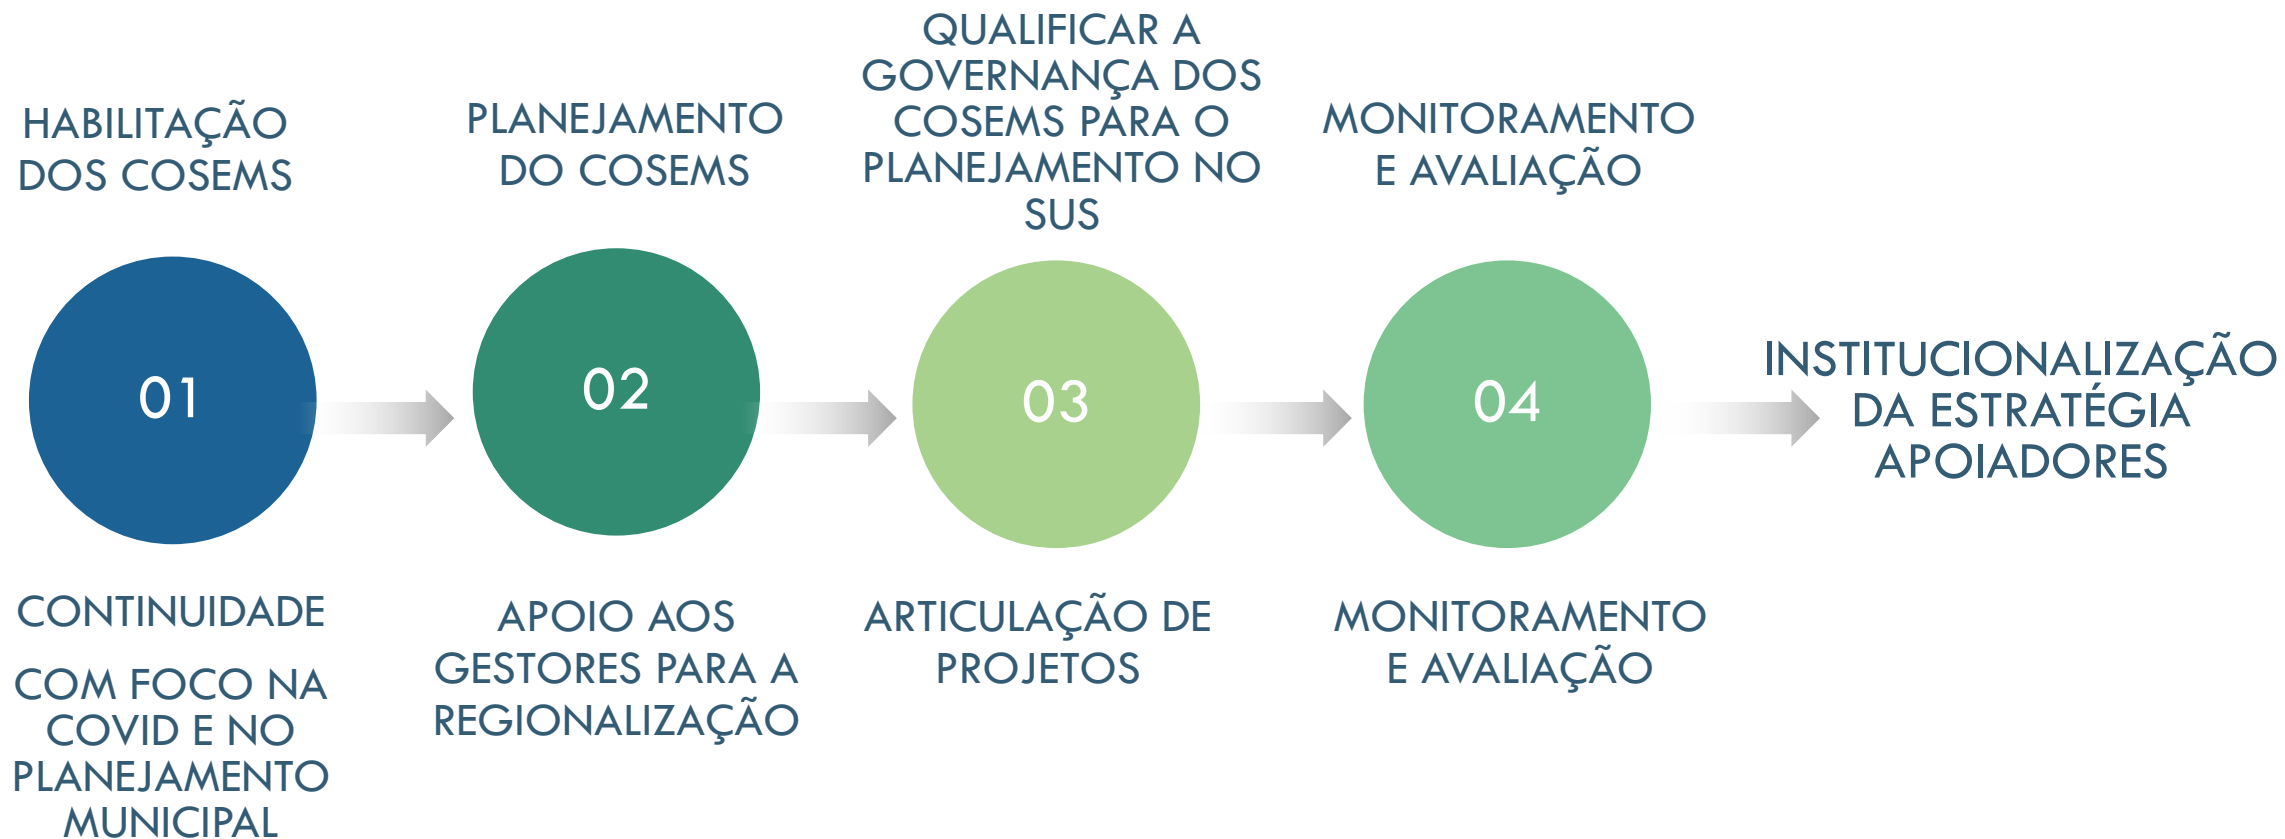 HABILITAÇÃO
DOS COSEMS
PLANEJAMENTO
DO COSEMS
QUALIFICAR A
GOVERNANÇA DOS
COSEMS PARA O
PLANEJAMENTO NO
SUS
MONITORAMENTO
E AVALIAÇÃO
01
02
03
04
INSTITUCIONALIZAÇÃO
DA ESTRATÉGIA
APOIADORES
CONTINUIDADE
COM FOCO NA
COVID E NO
PLANEJAMENTO
MUNICIPAL
APOIO AOS
GESTORES PARA A
REGIONALIZAÇÃO
ARTICULAÇÃO DE
PROJETOS
MONITORAMENTO
E AVALIAÇÃO